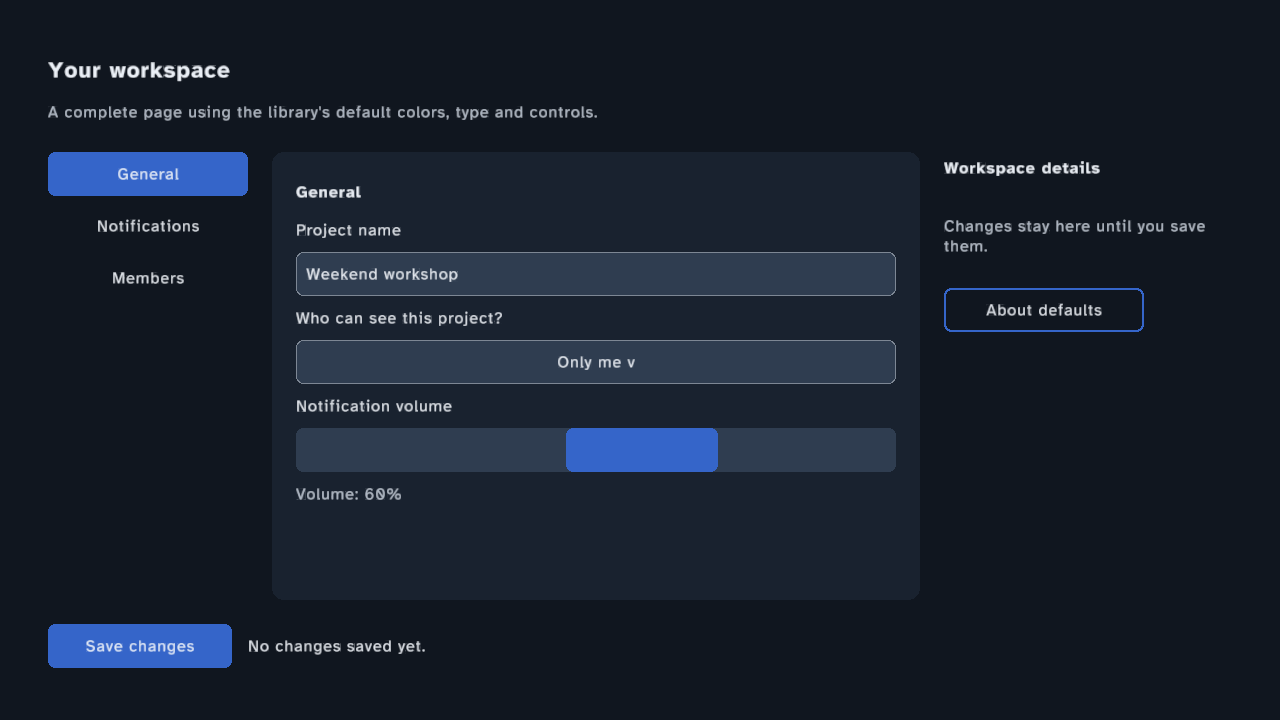 Your workspace
A complete page using the library's default colors, type and controls.
General
Notifications
Members
General
Project name
Weekend workshop
Who can see this project?
Only me v
Notification volume
Volume: 60%
Workspace details
Changes stay here until you save
them.
About defaults
Save changes
No changes saved yet.